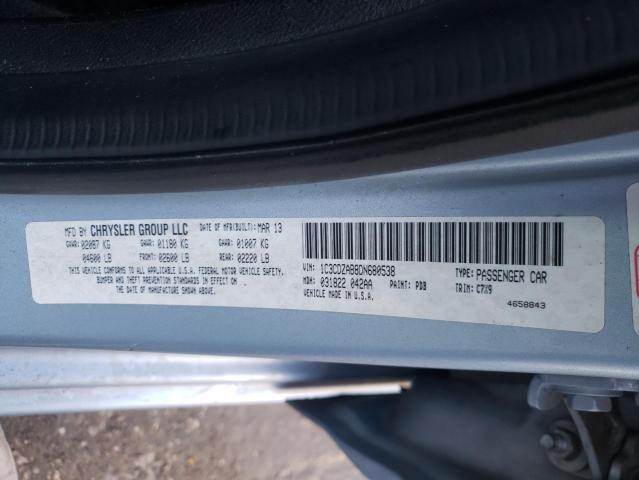 MFD BY CHRYSLER GROUP LLC DATE OF MFR(BUILT): MAR 13
GVWR: 02087 KG GAWR: 01180 KG GAWR: 01007 KG
04600 LB FRONT: 02600 LB REAR: 02220 LB
THIS VEHICLE CONFORMS TO ALL APPLICABLE U.S.A. FEDERAL MOTOR VEHICLE SAFETY,
BUMPER AND THEFT PREVENTION STANDARDS IN EFFECT ON
THE DATE OF MANUFACTURE SHOWN ABOVE.
VIN: 1C3CDZAB8DN680538 TYPE: PASSENGER CAR
MDH: 031822 042AA PAINT: PDB TRIM: C7X9
VEHICLE MADE IN U.S.A. 4658843